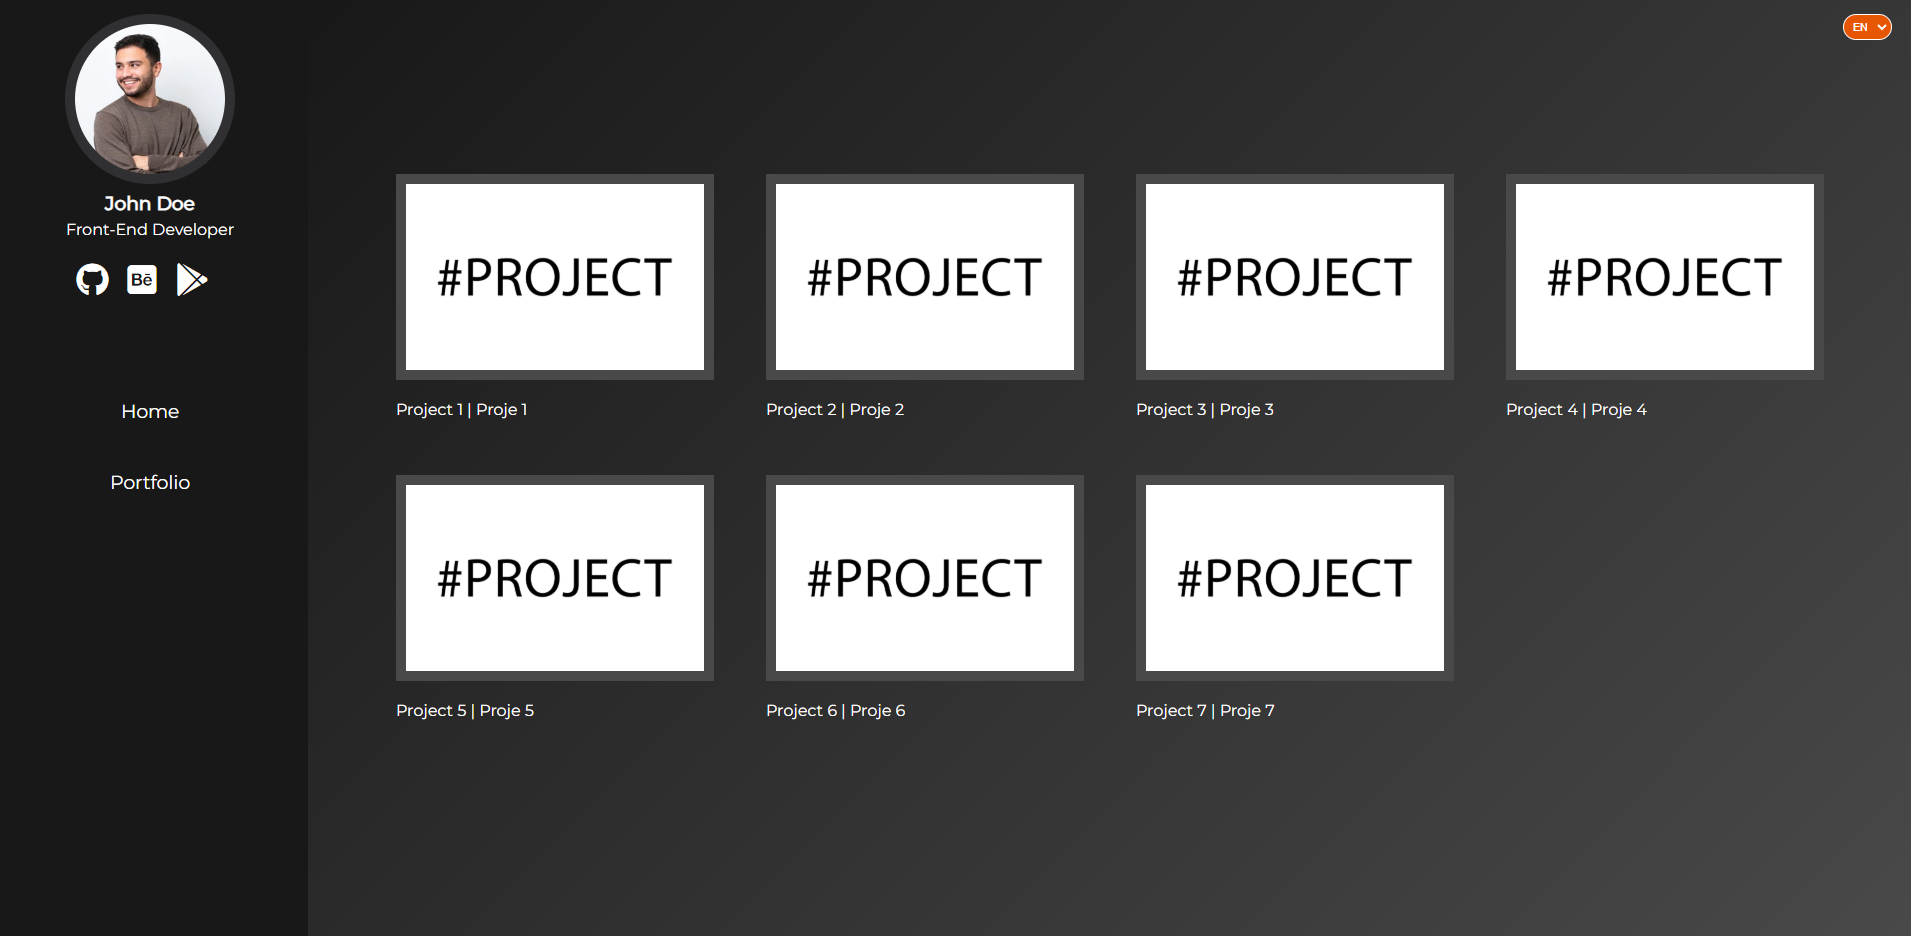 EN
John Doe
Front-End Developer
Bē
Home
Portfolio
#PROJECT
#PROJECT
#PROJECT
#PROJECT
Project 1 | Proje 1
Project 2 | Proje 2
Project 3 | Proje 3
Project 4 | Proje 4
#PROJECT
#PROJECT
#PROJECT
Project 5 | Proje 5
Project 6 | Proje 6
Project 7 | Proje 7